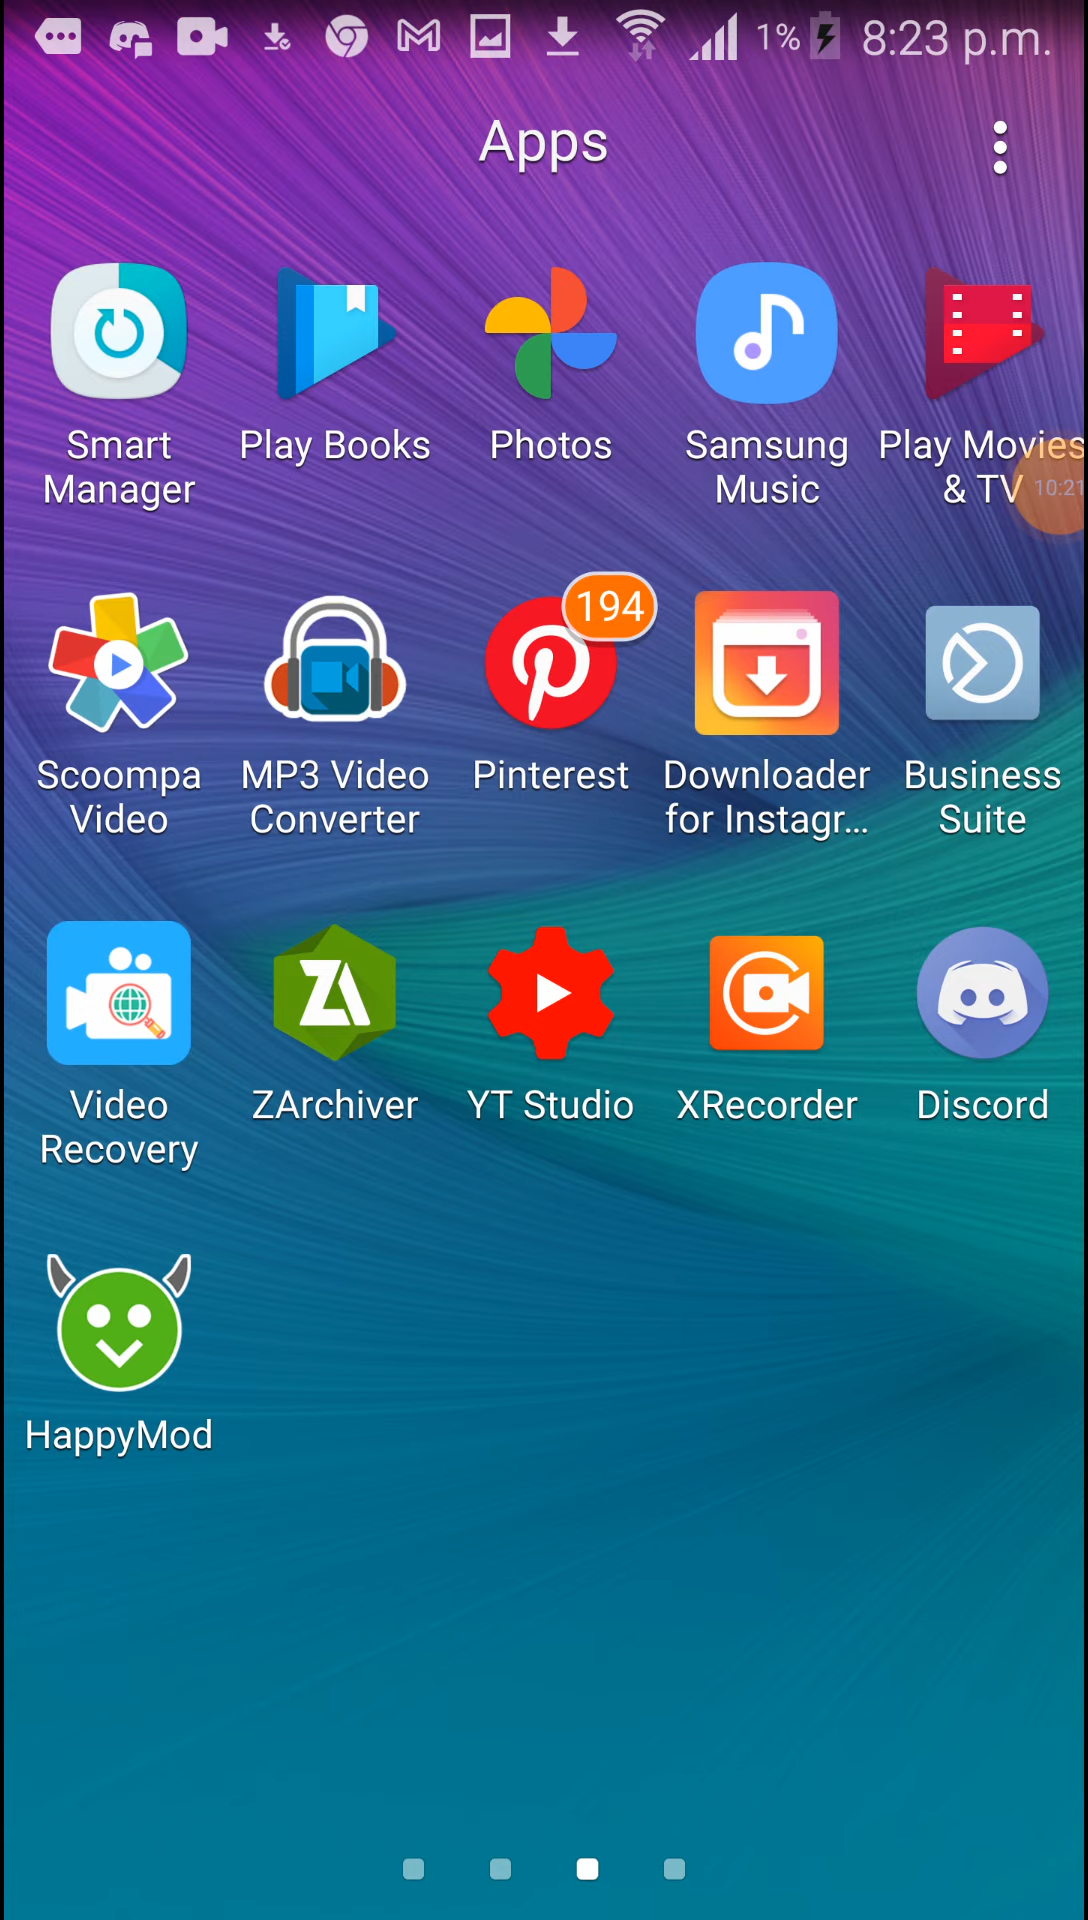 1% 8:23 p.m.
Apps
Smart Manager
Play Books
Photos
Samsung Music
Play Movies & TV
10:21
194
Scoompa Video
MP3 Video Converter
Pinterest
Downloader for Instagr...
Business Suite
Video Recovery
ZArchiver
YT Studio
XRecorder
Discord
HappyMod